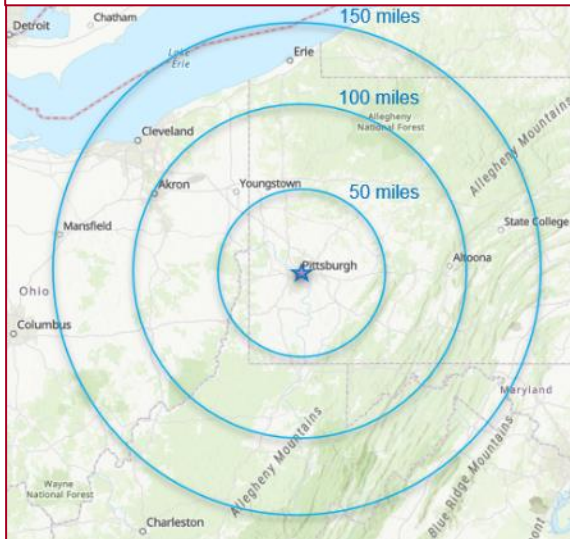 150 miles
Chatham
Detroit
Lake
Erie
Erie
100 miles
Allegheny
National Forest
Cleveland
Allegheny Mountains
Akron
Youngstown
50 miles
State College
Mansfield
Pittsburgh
Altoona
Ohio
Columbus
Maryland
Allegheny Mountains
Blue Ridge Mountains
Wayne
National Forest
Charleston